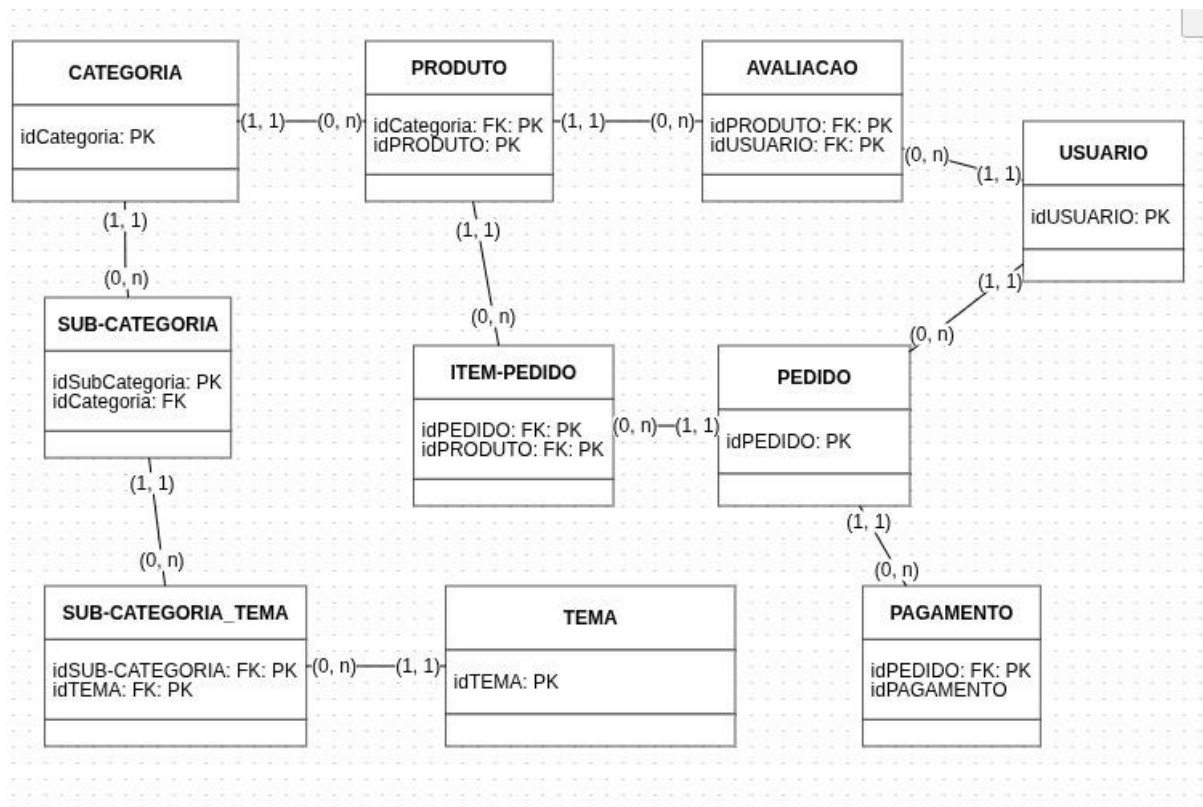 CATEGORIA
idCategoria: PK
(1, 1)
(0, n)
PRODUTO
idCategoria: FK: PK
idPRODUTO: PK
(1, 1)
(0, n)
AVALIACAO
idPRODUTO: FK: PK
idUSUARIO: FK: PK
(0, n)
(1, 1)
USUARIO
idUSUARIO: PK
(1, 1)
(0, n)
(1, 1)
(0, n)
(1, 1)
(0, n)
SUB-CATEGORIA
idSubCategoria: PK
idCategoria: FK
ITEM-PEDIDO
idPEDIDO: FK: PK
idPRODUTO: FK: PK
(0, n)
(1, 1)
PEDIDO
idPEDIDO: PK
(1, 1)
(0, n)
(1, 1)
(0, n)
SUB-CATEGORIA_TEMA
idSUB-CATEGORIA: FK: PK
idTEMA: FK: PK
(0, n)
(1, 1)
TEMA
idTEMA: PK
PAGAMENTO
idPEDIDO: FK: PK
idPAGAMENTO